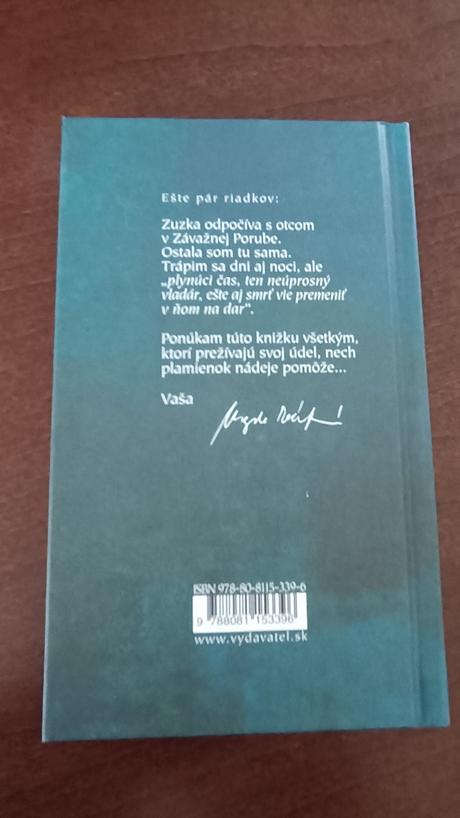 Ešte pár riadkov:
Zuzka odpočíva s otcom
v Závažnej Porube.
Ostala som tu sama.
Trápim sa dni aj noci, ale
„plynúci čas, ten neúprosný
vladár, ešte aj smrť vie premeniť
v ňom na dar".
Ponúkam túto knižku všetkým,
ktorí prežívajú svoj údel, nech
plamienok nádeje pomôže...
Vaša
ISBN 978-80-8115-339-6
9 788081 153396
www.vydavatel.sk